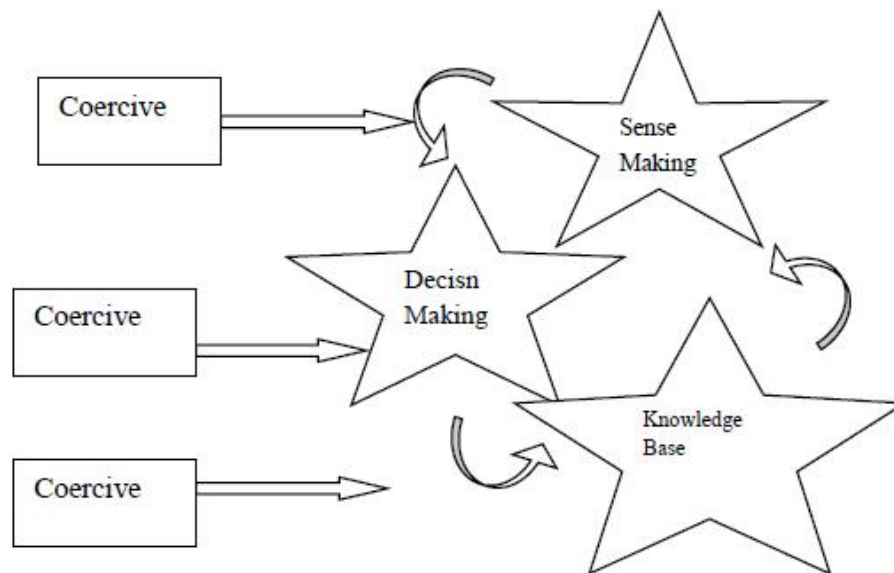 Coercive
Sense
Making
Decisn
Making
Coercive
Knowledge
Base
Coercive